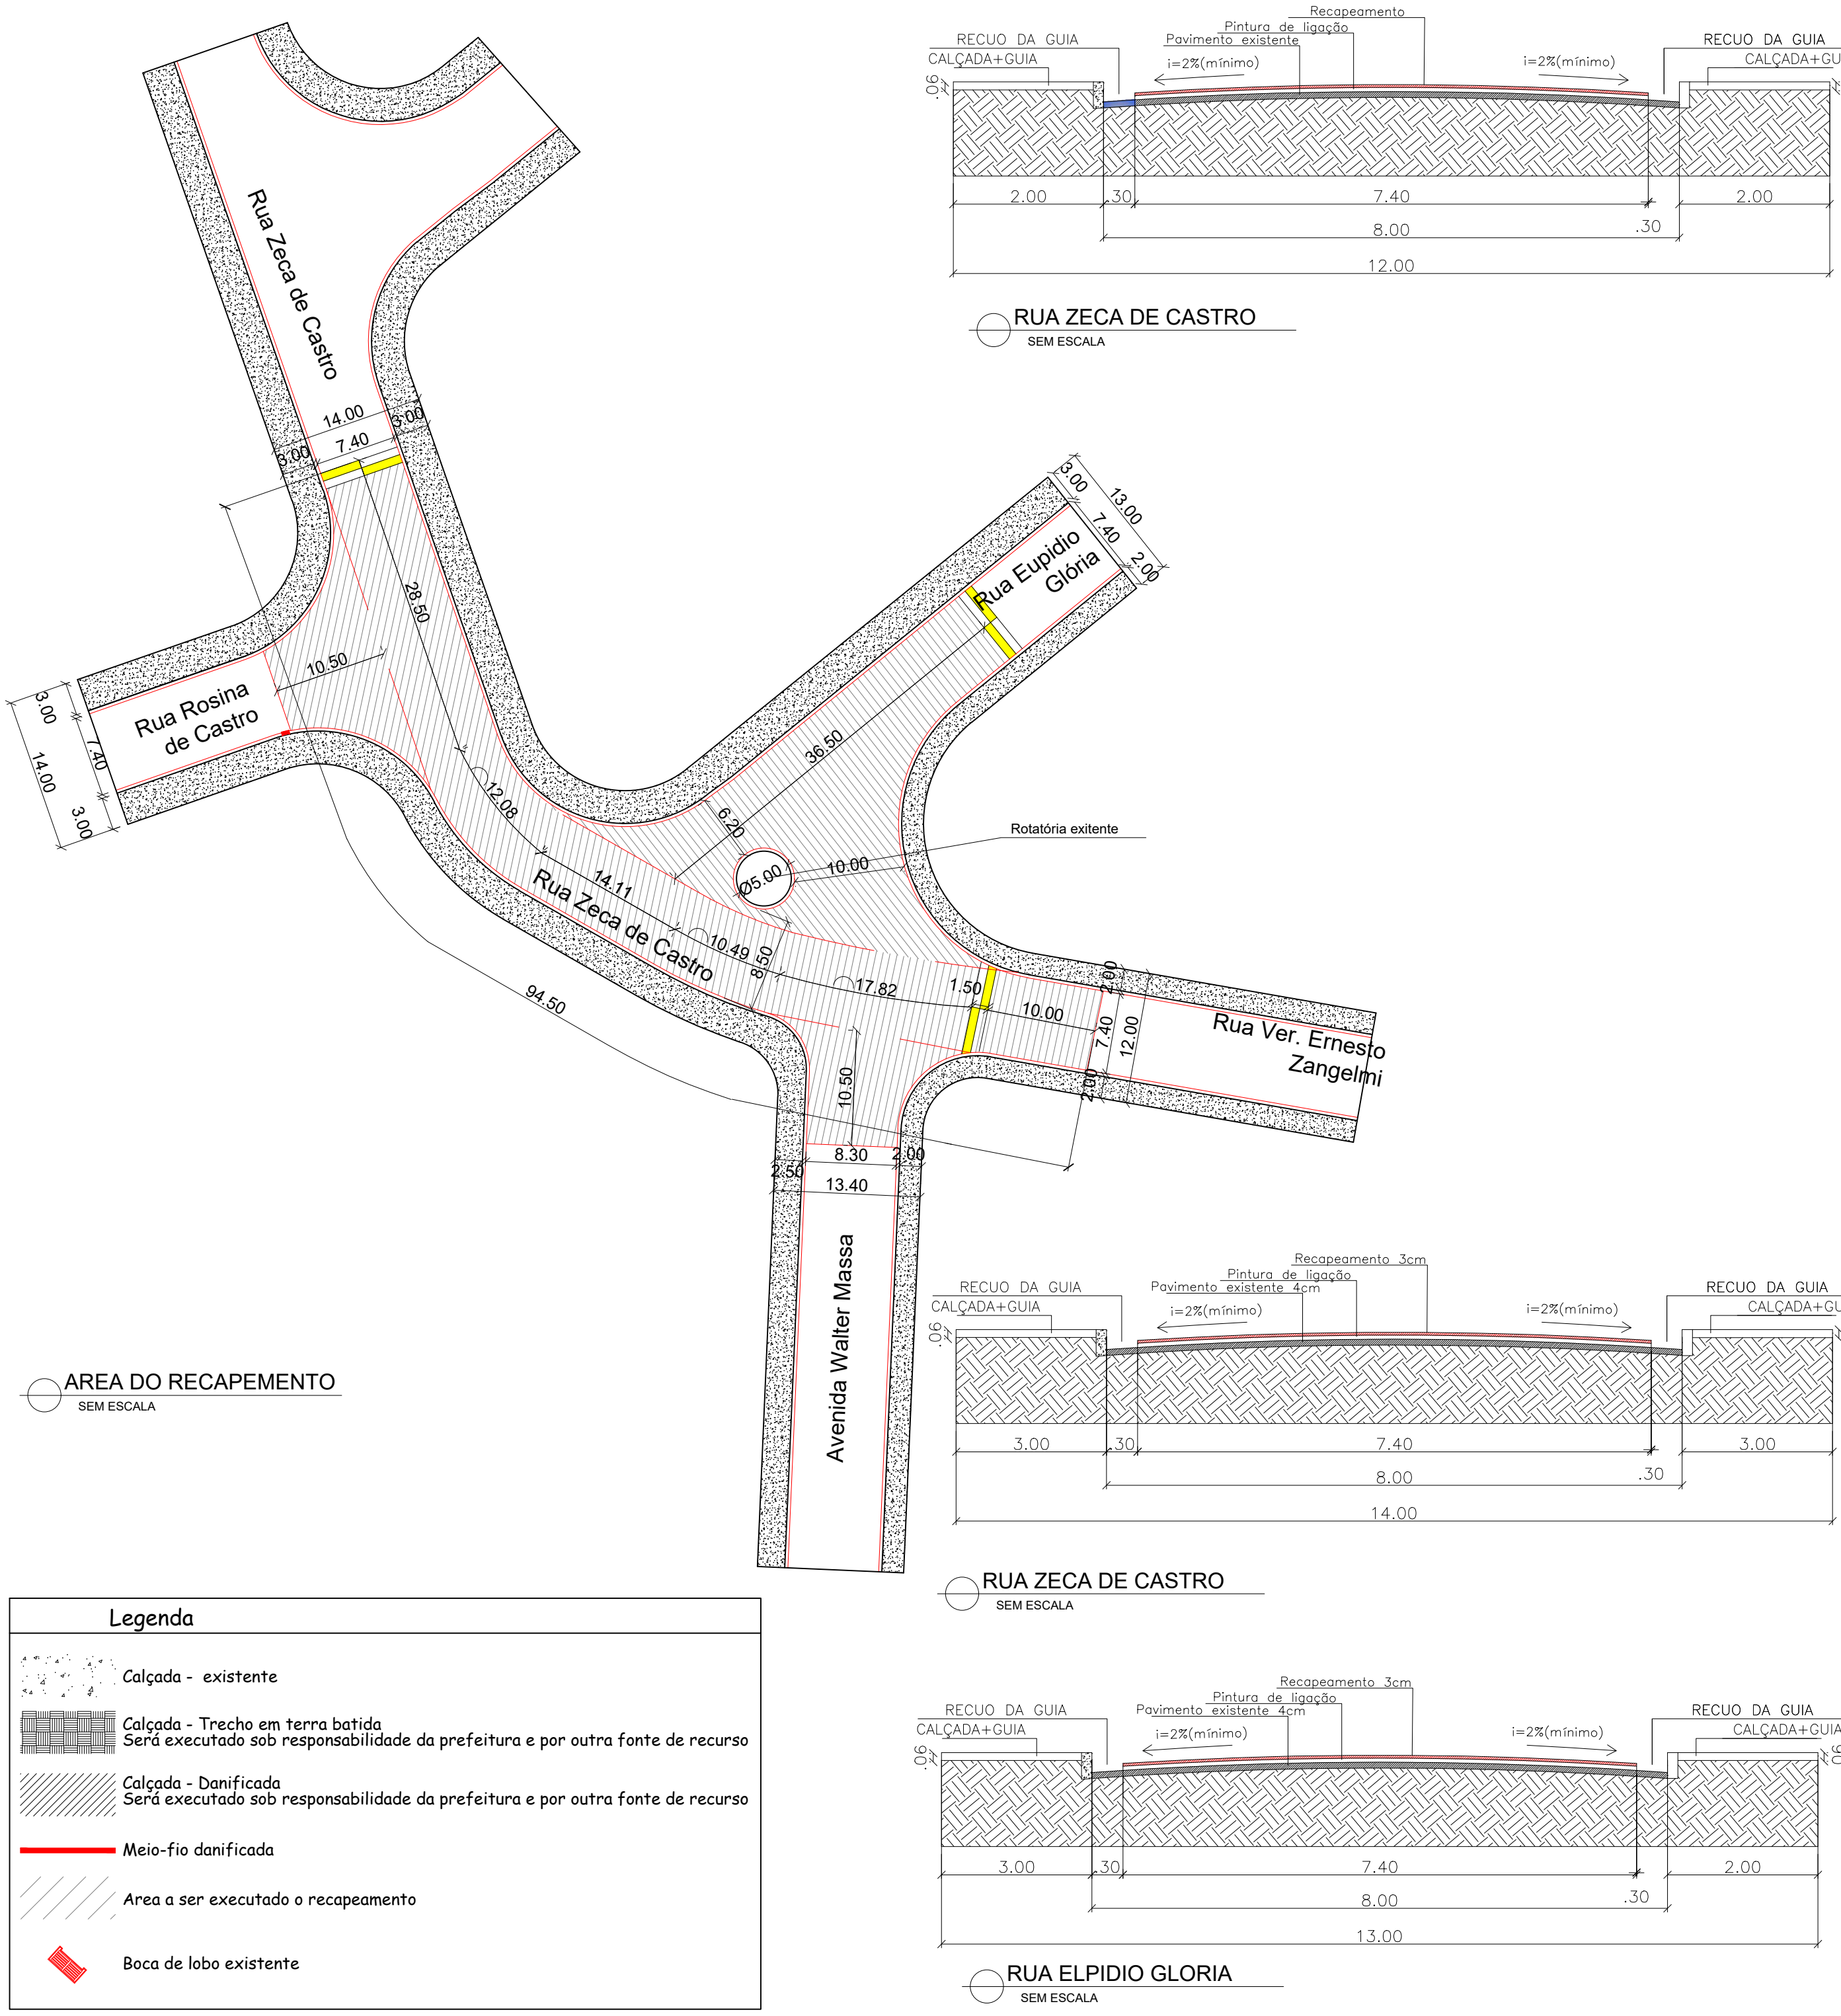 Recapeamento
Pintura de ligação
Pavimento existente
RECUO DA GUIA
CALÇADA+GUIA
i=2%(mínimo)
i=2%(mínimo)
RECUO DA GUIA
CALÇADA+GU
.06
2.00
.30
7.40
2.00
8.00
.30
12.00
RUA ZECA DE CASTRO
SEM ESCALA
Rua Zeca de Castro
14.00
3.00
7.40
3.00
28.50
10.50
Rua Rosina
de Castro
3.00
7.40
14.00
3.00
12.08
14.11
Rua Zeca de Castro
10.49
8.50
94.50
3.00
13.00
7.40
2.00
Rua Eupidio
Glória
36.50
6.20
Ø5.00
10.00
Rotatória exitente
17.82
1.50
10.00
2.00
7.40
12.00
2.00
Rua Ver. Ernesto
Zangelmi
10.50
8.30
2.00
2.50
13.40
Avenida Walter Massa
AREA DO RECAPEMENTO
SEM ESCALA
Recapeamento 3cm
Pintura de ligação
Pavimento existente 4cm
RECUO DA GUIA
CALÇADA+GUIA
i=2%(mínimo)
i=2%(mínimo)
RECUO DA GUIA
CALÇADA+GU
.06
3.00
.30
7.40
3.00
8.00
.30
14.00
RUA ZECA DE CASTRO
SEM ESCALA
Recapeamento 3cm
Pintura de ligação
Pavimento existente 4cm
RECUO DA GUIA
CALÇADA+GUIA
i=2%(mínimo)
i=2%(mínimo)
RECUO DA GUIA
CALÇADA+GUIA
.06
3.00
.30
7.40
2.00
8.00
.30
13.00
RUA ELPIDIO GLORIA
SEM ESCALA
Legenda
Calçada - existente
Calçada - Trecho em terra batida
Será executado sob responsabilidade da prefeitura e por outra fonte de recurso
Calçada - Danificada
Será executado sob responsabilidade da prefeitura e por outra fonte de recurso
Meio-fio danificada
Area a ser executado o recapeamento
Boca de lobo existente